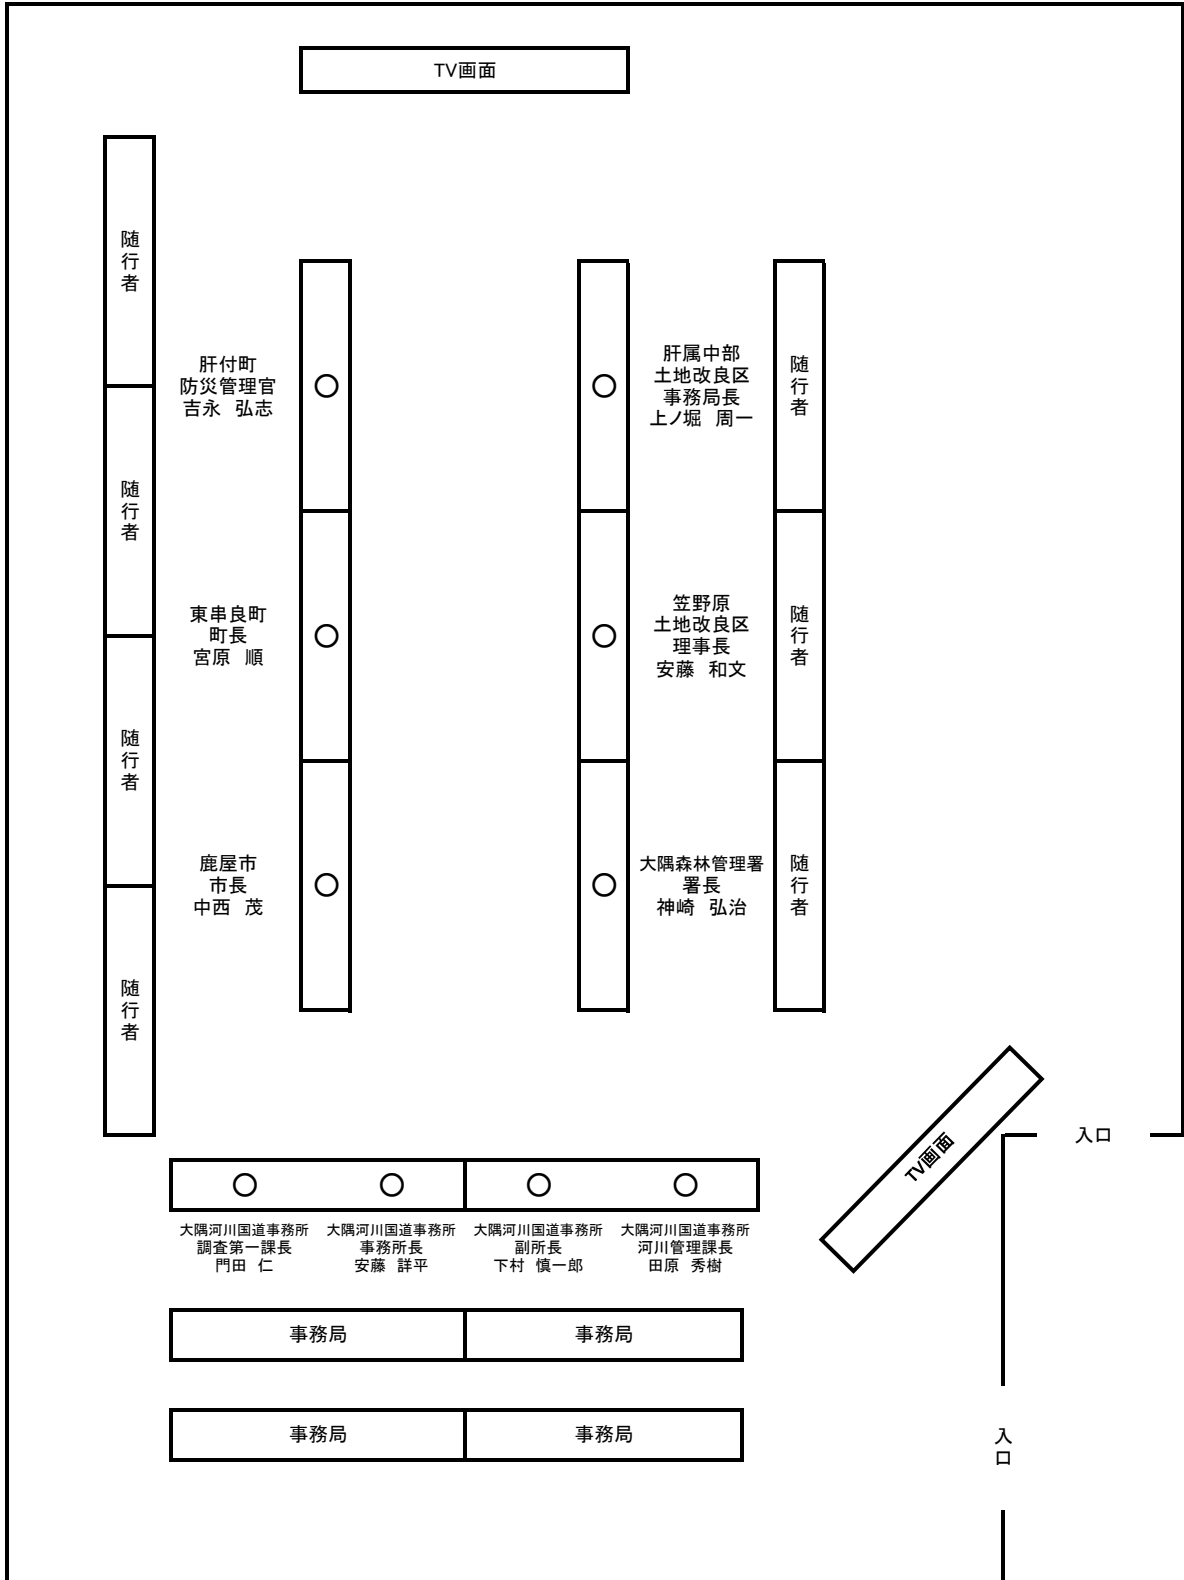 TV画面
随行者
随行者
随行者
随行者
肝付町
防災管理官
吉永　弘志
東串良町
町長
宮原　順
鹿屋市
市長
中西　茂
肝属中部
土地改良区
事務局長
上ノ堀　周一
笠野原
土地改良区
理事長
安藤　和文
大隅森林管理署
署長
神崎　弘治
随行者
随行者
随行者
TV画面
入口
大隅河川国道事務所
調査第一課長
門田　仁
大隅河川国道事務所
事務所長
安藤　詳平
大隅河川国道事務所
副所長
下村　慎一郎
大隅河川国道事務所
河川管理課長
田原　秀樹
事務局
事務局
事務局
事務局
入口